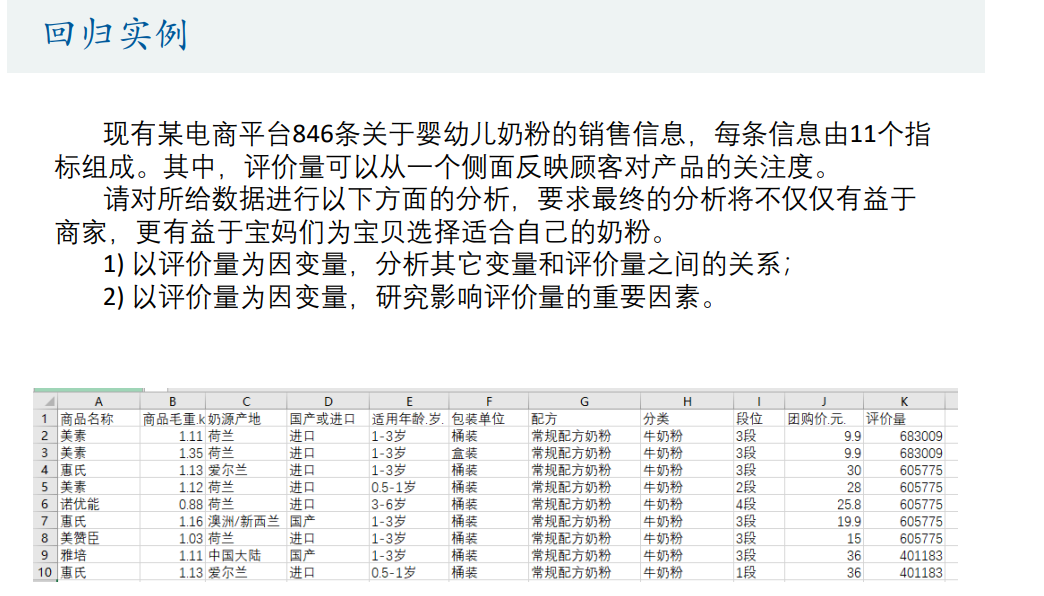 回归实例
现有某电商平台846条关于婴幼儿奶粉的销售信息，每条信息由11个指
标组成。其中，评价量可以从一个侧面反映顾客对产品的关注度。
请对所给数据进行以下方面的分析，要求最终的分析将不仅仅有益于
商家，更有益于宝妈们为宝贝选择适合自己的奶粉。
1) 以评价量为因变量，分析其它变量和评价量之间的关系；
2) 以评价量为因变量，研究影响评价量的重要因素。
A B C D E F G H I J K
1 商品名称 商品毛重.k 奶源产地 国产或进口 适用年龄.岁. 包装单位 配方 分类 段位 团购价.元. 评价量
2 美素 1.11 荷兰 进口 1-3岁 桶装 常规配方奶粉 牛奶粉 3段 9.9 683009
3 美素 1.35 荷兰 进口 1-3岁 盒装 常规配方奶粉 牛奶粉 3段 9.9 683009
4 惠氏 1.13 爱尔兰 进口 1-3岁 桶装 常规配方奶粉 牛奶粉 3段 30 605775
5 美素 1.12 荷兰 进口 0.5-1岁 桶装 常规配方奶粉 牛奶粉 2段 28 605775
6 诺优能 0.88 荷兰 进口 3-6岁 桶装 常规配方奶粉 牛奶粉 4段 25.8 605775
7 惠氏 1.16 澳洲/新西兰 国产 1-3岁 桶装 常规配方奶粉 牛奶粉 3段 19.9 605775
8 美赞臣 1.03 荷兰 进口 1-3岁 桶装 常规配方奶粉 牛奶粉 3段 15 605775
9 雅培 1.11 中国大陆 国产 1-3岁 桶装 常规配方奶粉 牛奶粉 3段 36 401183
10 惠氏 1.13 爱尔兰 进口 0.5-1岁 桶装 常规配方奶粉 牛奶粉 1段 36 401183